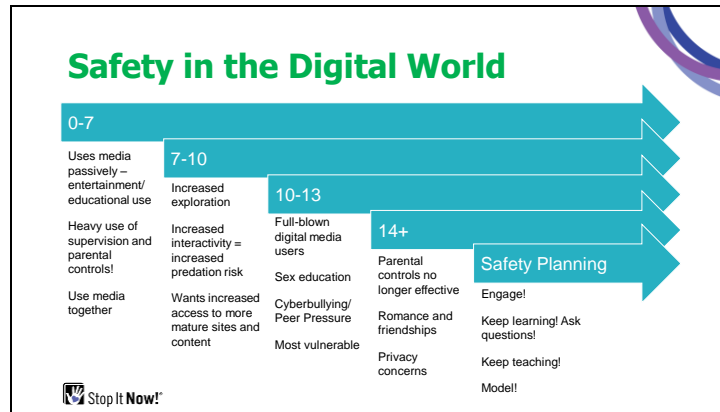 Safety in the Digital World
0-7
Uses media
passively –
entertainment/
educational use
Heavy use of
supervision and
parental
controls!
Use media
together
7-10
Increased
exploration
Increased
interactivity =
increased
predation risk
Wants increased
access to more
mature sites and
content
10-13
Full-blown
digital media
users
Sex education
Cyberbullying/
Peer Pressure
Most vulnerable
14+
Parental
controls no
longer effective
Romance and
friendships
Privacy
concerns
Safety Planning
Engage!
Keep learning! Ask
questions!
Keep teaching!
Model!
Stop It Now!®